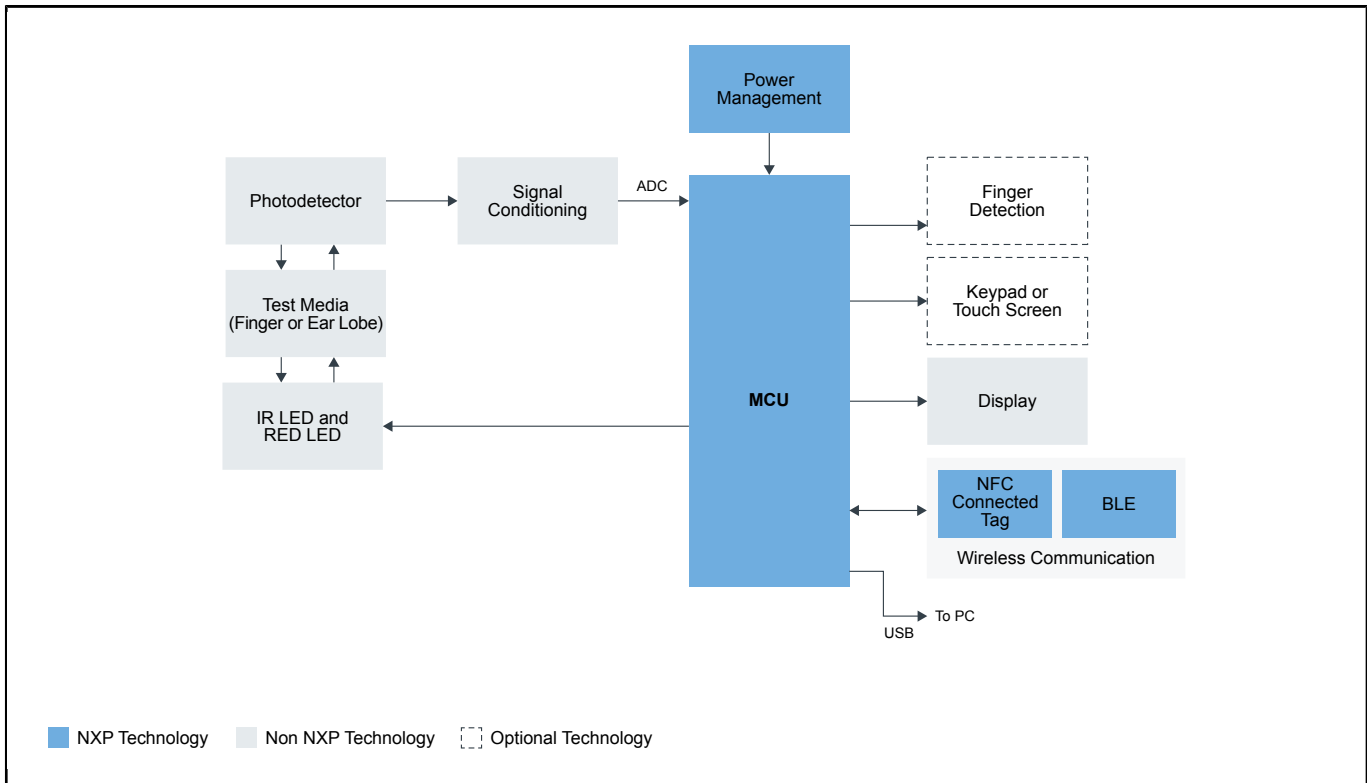 Power
Management
Photodetector
Signal
Conditioning
ADC
Finger
Detection
Test Media
(Finger or Ear Lobe)
Keypad or
Touch Screen
IR LED and
RED LED
MCU
Display
NFC
Connected
Tag
BLE
Wireless Communication
To PC
USB
NXP Technology
Non NXP Technology
Optional Technology